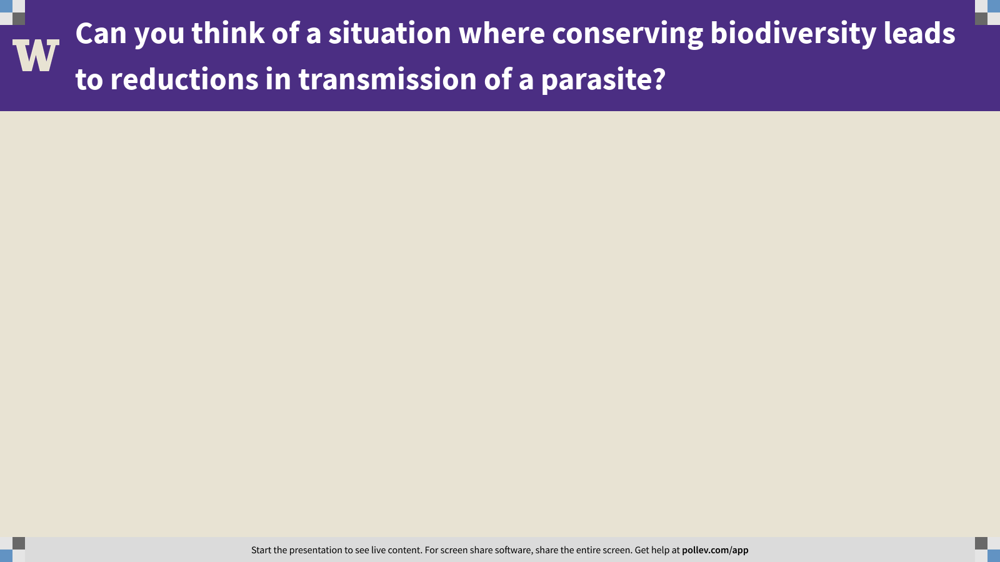 Can you think of a situation where conserving biodiversity leads
W
to reductions in transmission of a parasite?
Start the presentation to see live content. For screen share software, share the entire screen. Get help at pollev.com/app